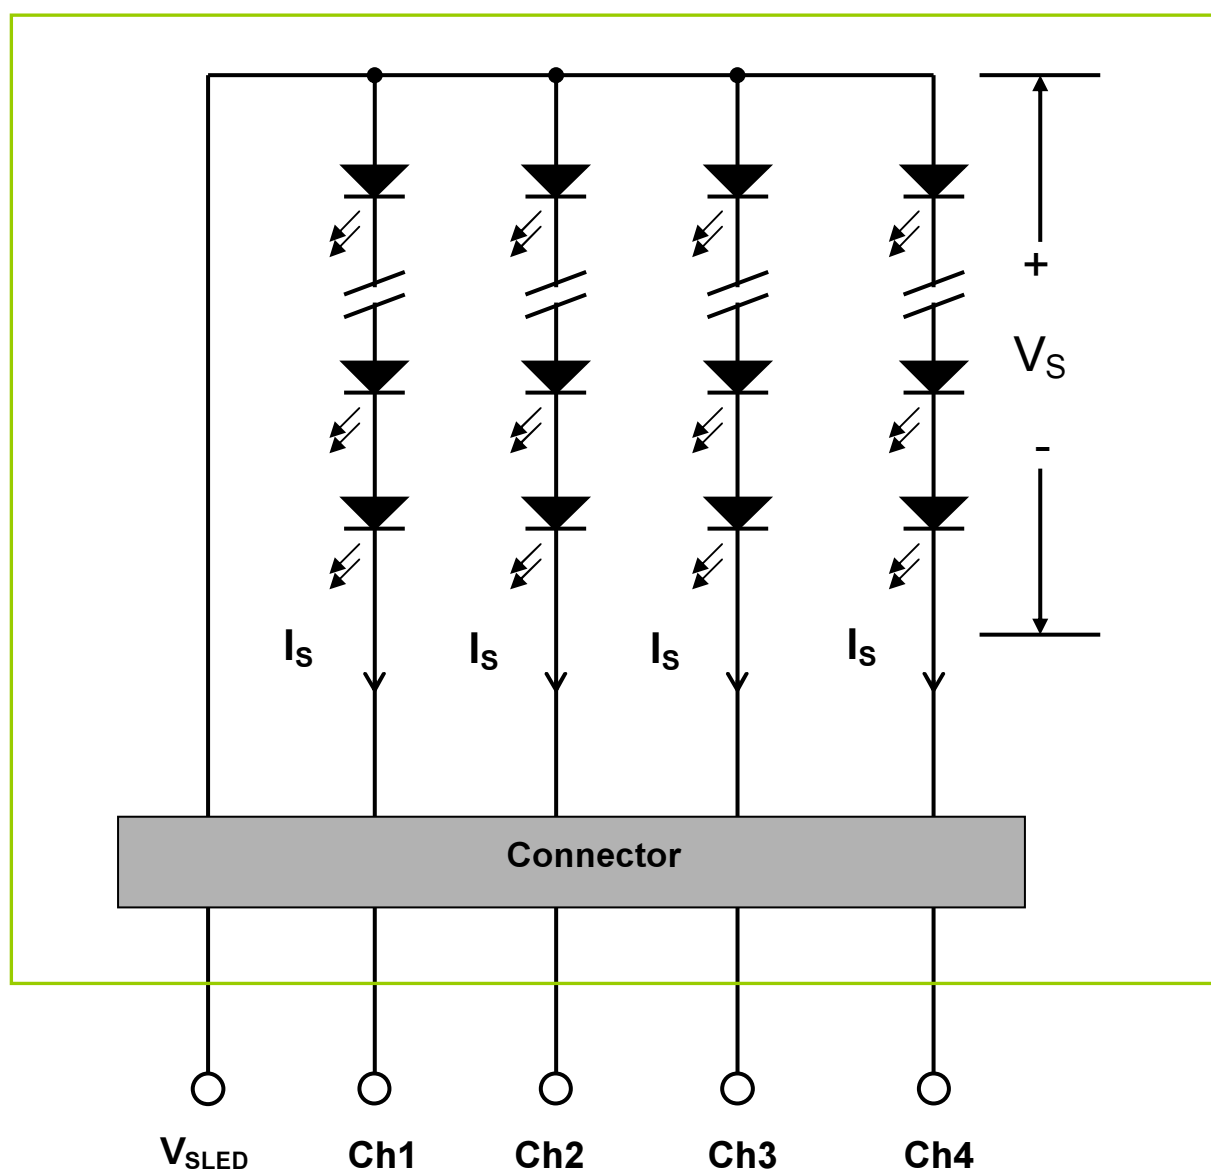 +
VS
-
IS IS IS IS
Connector
VSLED Ch1 Ch2 Ch3 Ch4